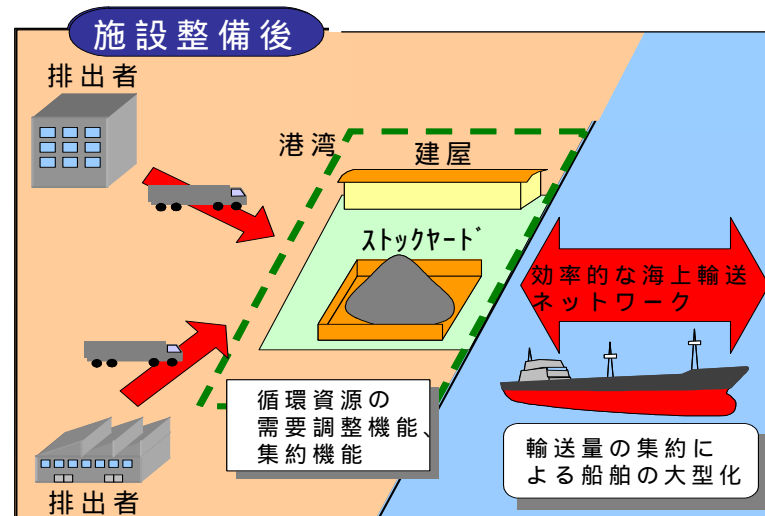 施設整備後
排出者
港湾
建屋
ｽﾄｯｸﾔｰﾄﾞ
効率的な海上輸送
ネットワーク
循環資源の
需要調整機能、
集約機能
輸送量の集約に
よる船舶の大型化
排出者